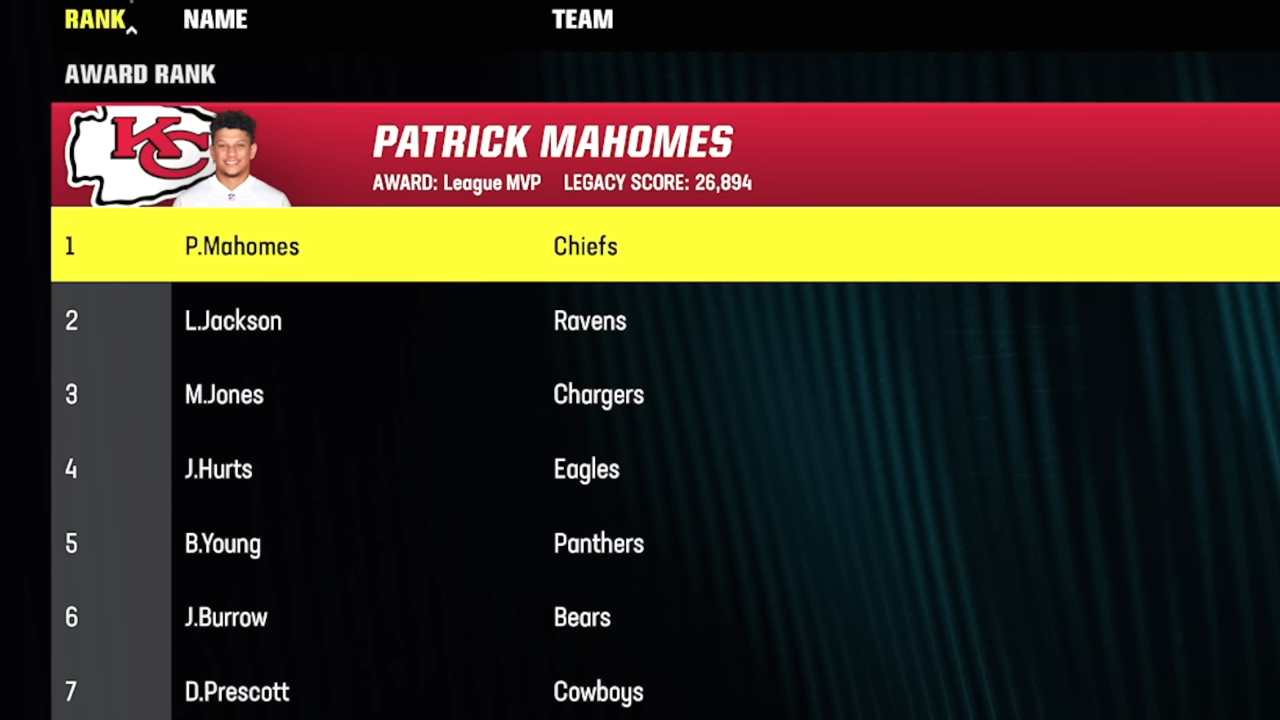 RANK NAME TEAM
AWARD RANK
KC
PATRICK MAHOMES
AWARD: League MVP LEGACY SCORE: 26,894
1 P.Mahomes Chiefs
2 L.Jackson Ravens
3 M.Jones Chargers
4 J.Hurts Eagles
5 B.Young Panthers
6 J.Burrow Bears
7 D.Prescott Cowboys